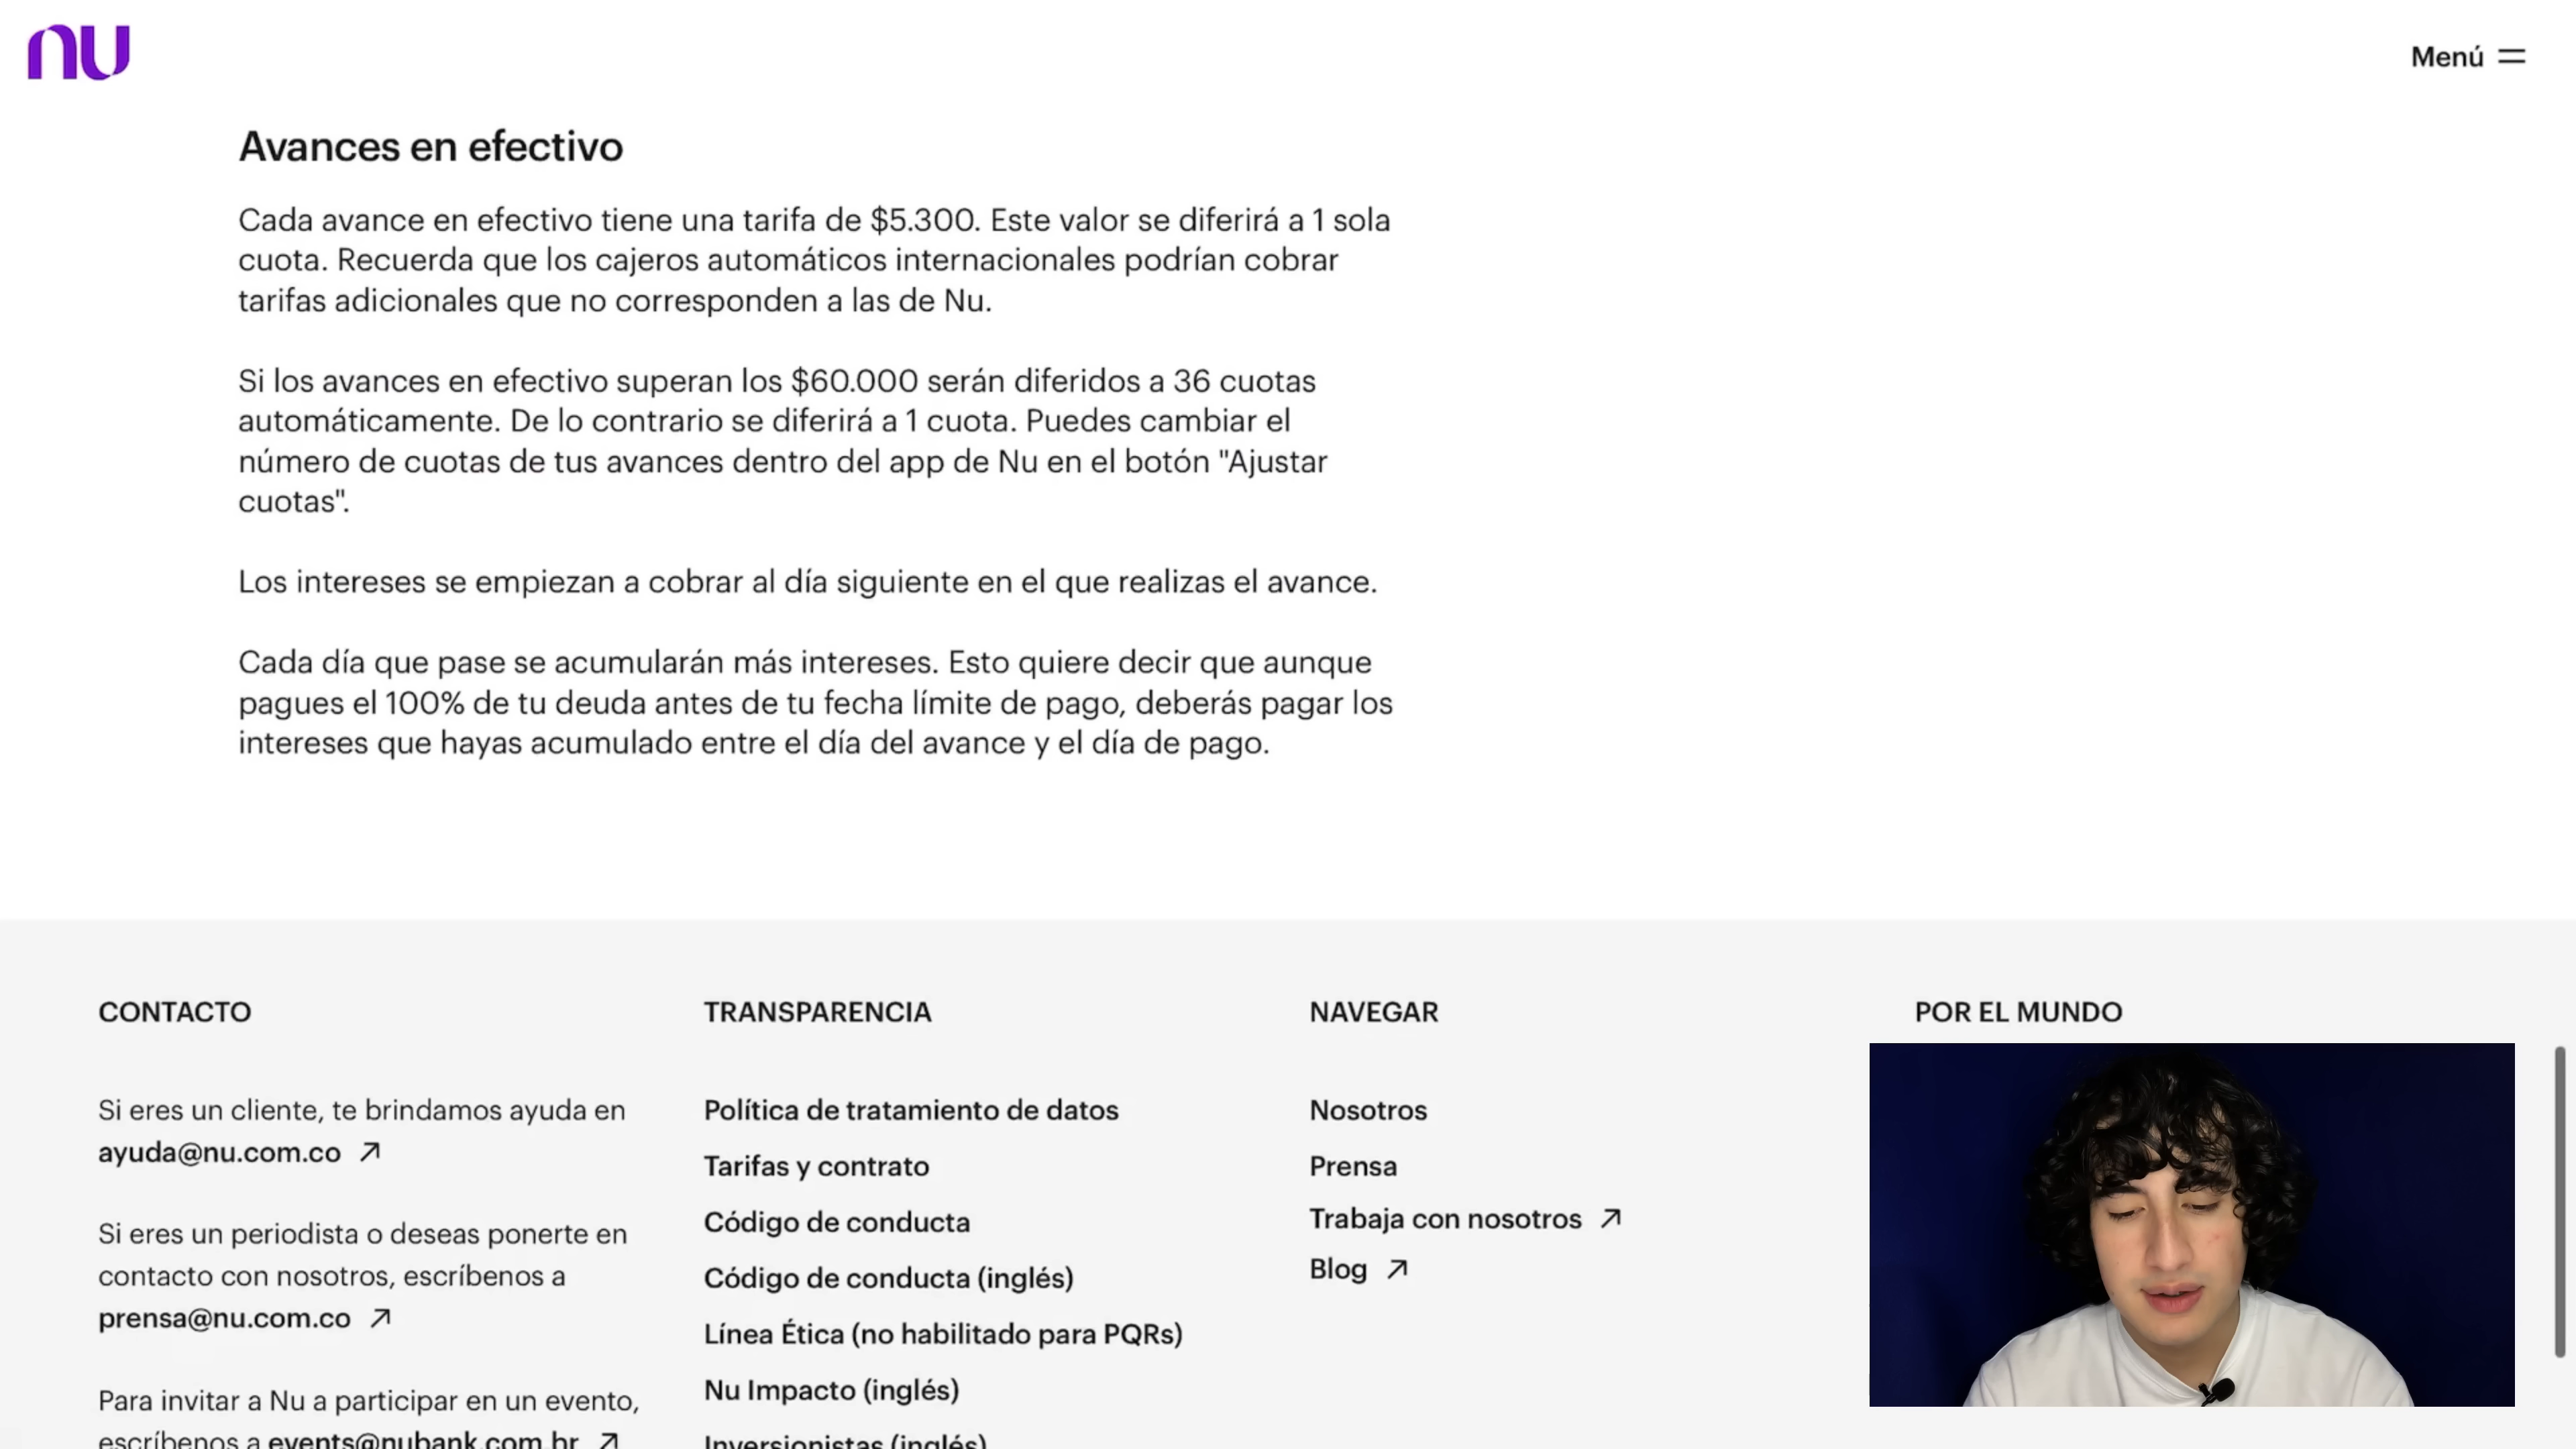 nu
Menú
Avances en efectivo
Cada avance en efectivo tiene una tarifa de $5.300. Este valor se diferirá a 1 sola
cuota. Recuerda que los cajeros automáticos internacionales podrían cobrar
tarifas adicionales que no corresponden a las de Nu.
Si los avances en efectivo superan los $60.000 serán diferidos a 36 cuotas
automáticamente. De lo contrario se diferirá a 1 cuota. Puedes cambiar el
número de cuotas de tus avances dentro del app de Nu en el botón "Ajustar
cuotas".
Los intereses se empiezan a cobrar al día siguiente en el que realizas el avance.
Cada día que pase se acumularán más intereses. Esto quiere decir que aunque
pagues el 100% de tu deuda antes de tu fecha límite de pago, deberás pagar los
intereses que hayas acumulado entre el día del avance y el día de pago.
CONTACTO
Si eres un cliente, te brindamos ayuda en
ayuda@nu.com.co
Si eres un periodista o deseas ponerte en
contacto con nosotros, escríbenos a
prensa@nu.com.co
Para invitar a Nu a participar en un evento,
escríbenos a events@nubank.com.br
TRANSPARENCIA
Política de tratamiento de datos
Tarifas y contrato
Código de conducta
Código de conducta (inglés)
Línea Ética (no habilitado para PQRs)
Nu Impacto (inglés)
Inversionistas (inglés)
NAVEGAR
Nosotros
Prensa
Trabaja con nosotros
Blog
POR EL MUNDO